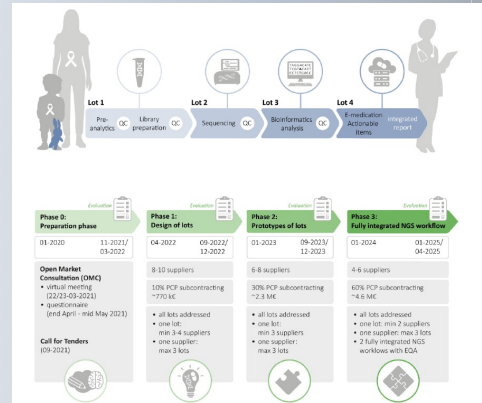 Lot 1
Lot 2
Lot 3
Lot 4
Pre-
analytics
QC
Library
preparation
QC
Sequencing
QC
Bioinformatics
analysis
QC
E-medication
Actionable
items
integrated
report
Evaluation
Evaluation
Evaluation
Evaluation
Phase 0:
Preparation phase
01-2020
11-2021/
03-2022
Open Market
Consultation (OMC)
• virtual meeting
(22/23-03-2021)
• questionnaire
(end April - mid May 2021)
Call for Tenders
(09-2021)
Phase 1:
Design of lots
04-2022
09-2022/
12-2022
8-10 suppliers
10% PCP subcontracting
~770 k€
• all lots addressed
• one lot:
min 3-4 suppliers
• one supplier:
max 3 lots
Phase 2:
Prototypes of lots
01-2023
09-2023/
12-2023
6-8 suppliers
30% PCP subcontracting
~2.3 M€
• all lots addressed
• one lot:
min 3 suppliers
• one supplier:
max 3 lots
Phase 3:
Fully integrated NGS workflow
01-2024
01-2025/
04-2025
4-6 suppliers
60% PCP subcontracting
~4.6 M€
• all lots addressed
• one lot: min 2 suppliers
• one supplier: max 3 lots
• 2 fully integrated NGS
worklows with EQA